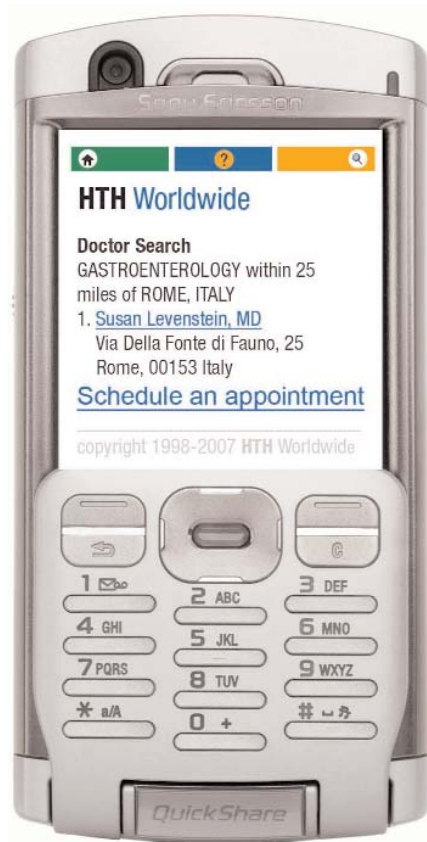 Sony Ericsson
?
HTH Worldwide
Doctor Search
GASTROENTEROLOGY within 25
miles of ROME, ITALY
1. Susan Levenstein, MD
Via Della Fonte di Fauno, 25
Rome, 00153 Italy
Schedule an appointment
copyright 1998-2007 HTH Worldwide
C
1
2 ABC
3 DEF
4 GHI
5 JKL
6 MNO
7 PQRS
8 TUV
9 WXYZ
* a/A
0 +
#
QuickShare